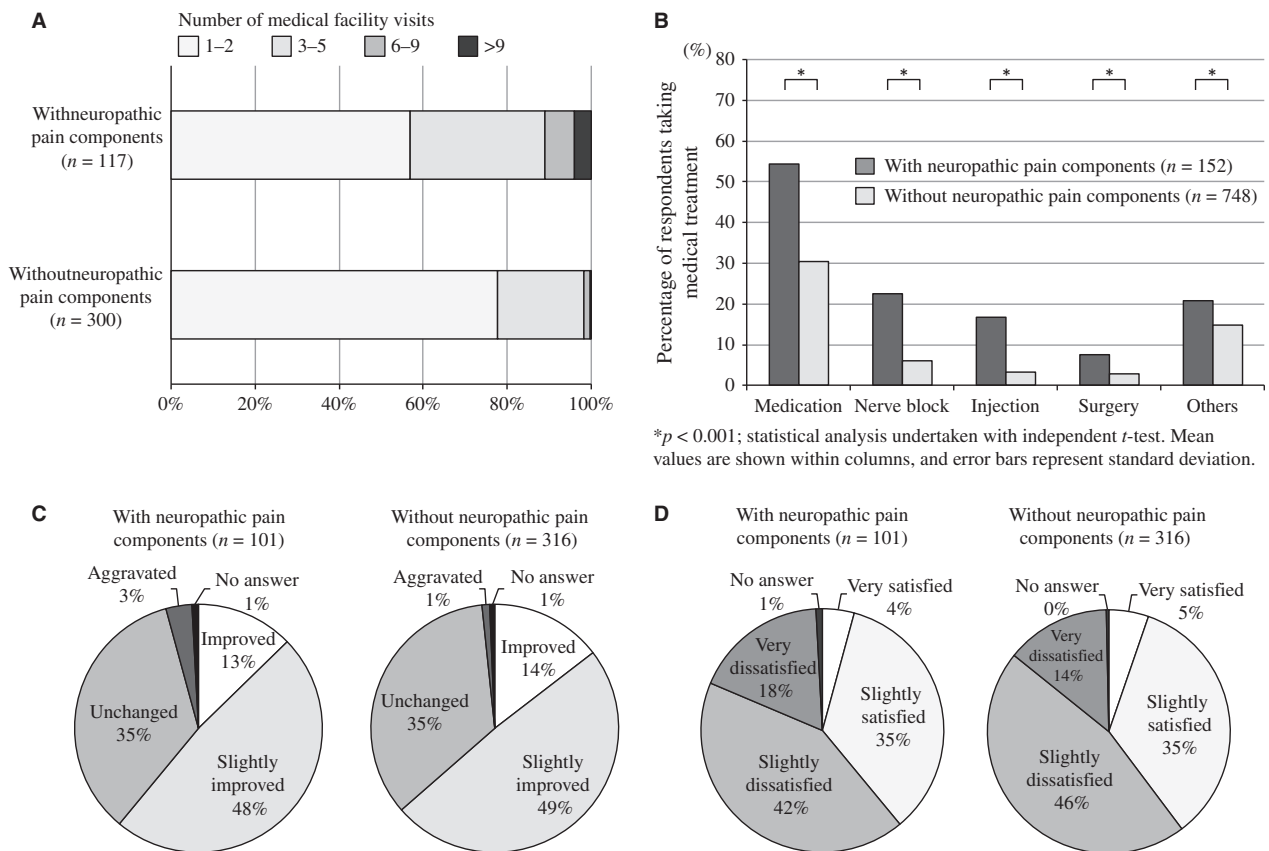 A
Number of medical facility visits
1–2 3–5 6–9 >9
Withneuropathic
pain components
(n = 117)
Withoutneuropathic
pain components
(n = 300)
0% 20% 40% 60% 80% 100%
B
(%)
80
70
60
50
40
30
20
10
0
Percentage of respondents taking
medical treatment
* * * * *
With neuropathic pain components (n = 152)
Without neuropathic pain components (n = 748)
Medication Nerve block Injection Surgery Others
*p < 0.001; statistical analysis undertaken with independent t-test. Mean
values are shown within columns, and error bars represent standard deviation.
C
With neuropathic pain
components (n = 101)
Aggravated
3%
No answer
1%
Improved
13%
Unchanged
35%
Slightly
improved
48%
Without neuropathic pain
components (n = 316)
Aggravated
1%
No answer
1%
Improved
14%
Unchanged
35%
Slightly
improved
49%
D
With neuropathic pain
components (n = 101)
No answer
1%
Very satisfied
4%
Very
dissatisfied
18%
Slightly
satisfied
35%
Slightly
dissatisfied
42%
Without neuropathic pain
components (n = 316)
No answer
0%
Very satisfied
5%
Very
dissatisfied
14%
Slightly
satisfied
35%
Slightly
dissatisfied
46%